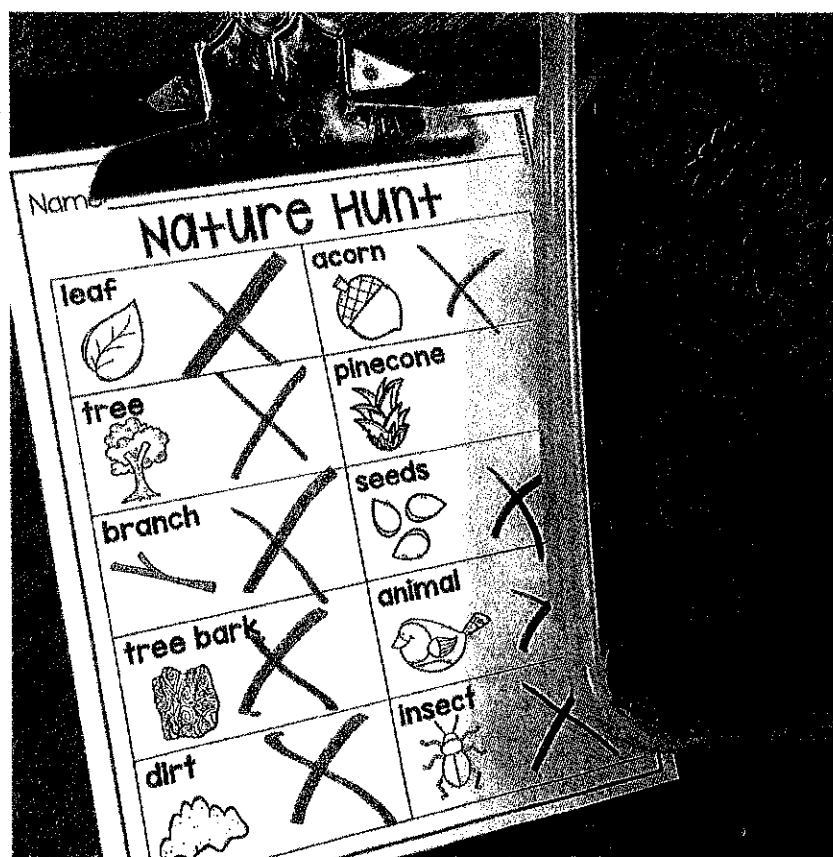 Name
Nature Hunt
leaf
acorn
tree
pinecone
branch
seeds
tree bark
animal
dirt
insect